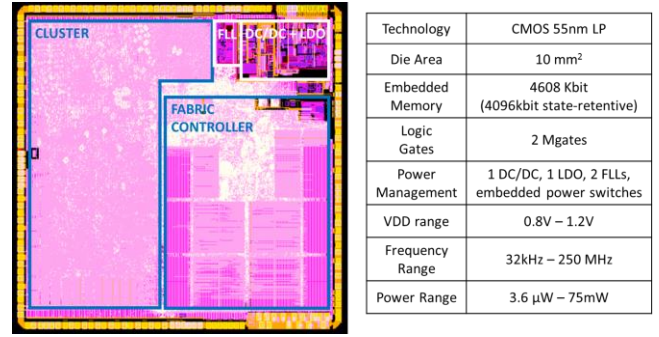 CLUSTER
FLL
DC/DC + LDO
FABRIC
CONTROLLER
Technology
CMOS 55nm LP
Die Area
10 mm²
Embedded
Memory
4608 Kbit
(4096kbit state-retentive)
Logic
Gates
2 Mgates
Power
Management
1 DC/DC, 1 LDO, 2 FLLs,
embedded power switches
VDD range
0.8V – 1.2V
Frequency
Range
32kHz – 250 MHz
Power Range
3.6 µW – 75mW